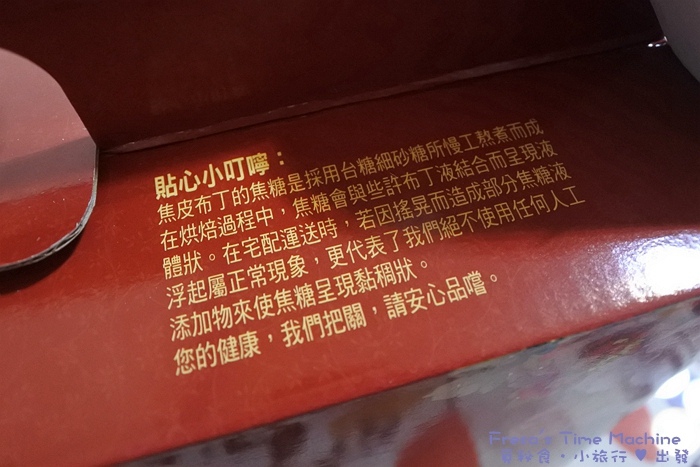 貼心小叮嚀：
焦皮布丁的焦糖是採用台糖細砂糖所慢工熬煮而成
在烘焙過程中，焦糖會與些許布丁液結合而呈現液
體狀。在宅配運送時，若因搖晃而造成部分焦糖液
浮起屬正常現象，更代表了我們絕不使用任何人工
添加物來使焦糖呈現黏稠狀。
您的健康，我們把關，請安心品嚐。
Time Machine
食・小旅行♥出發